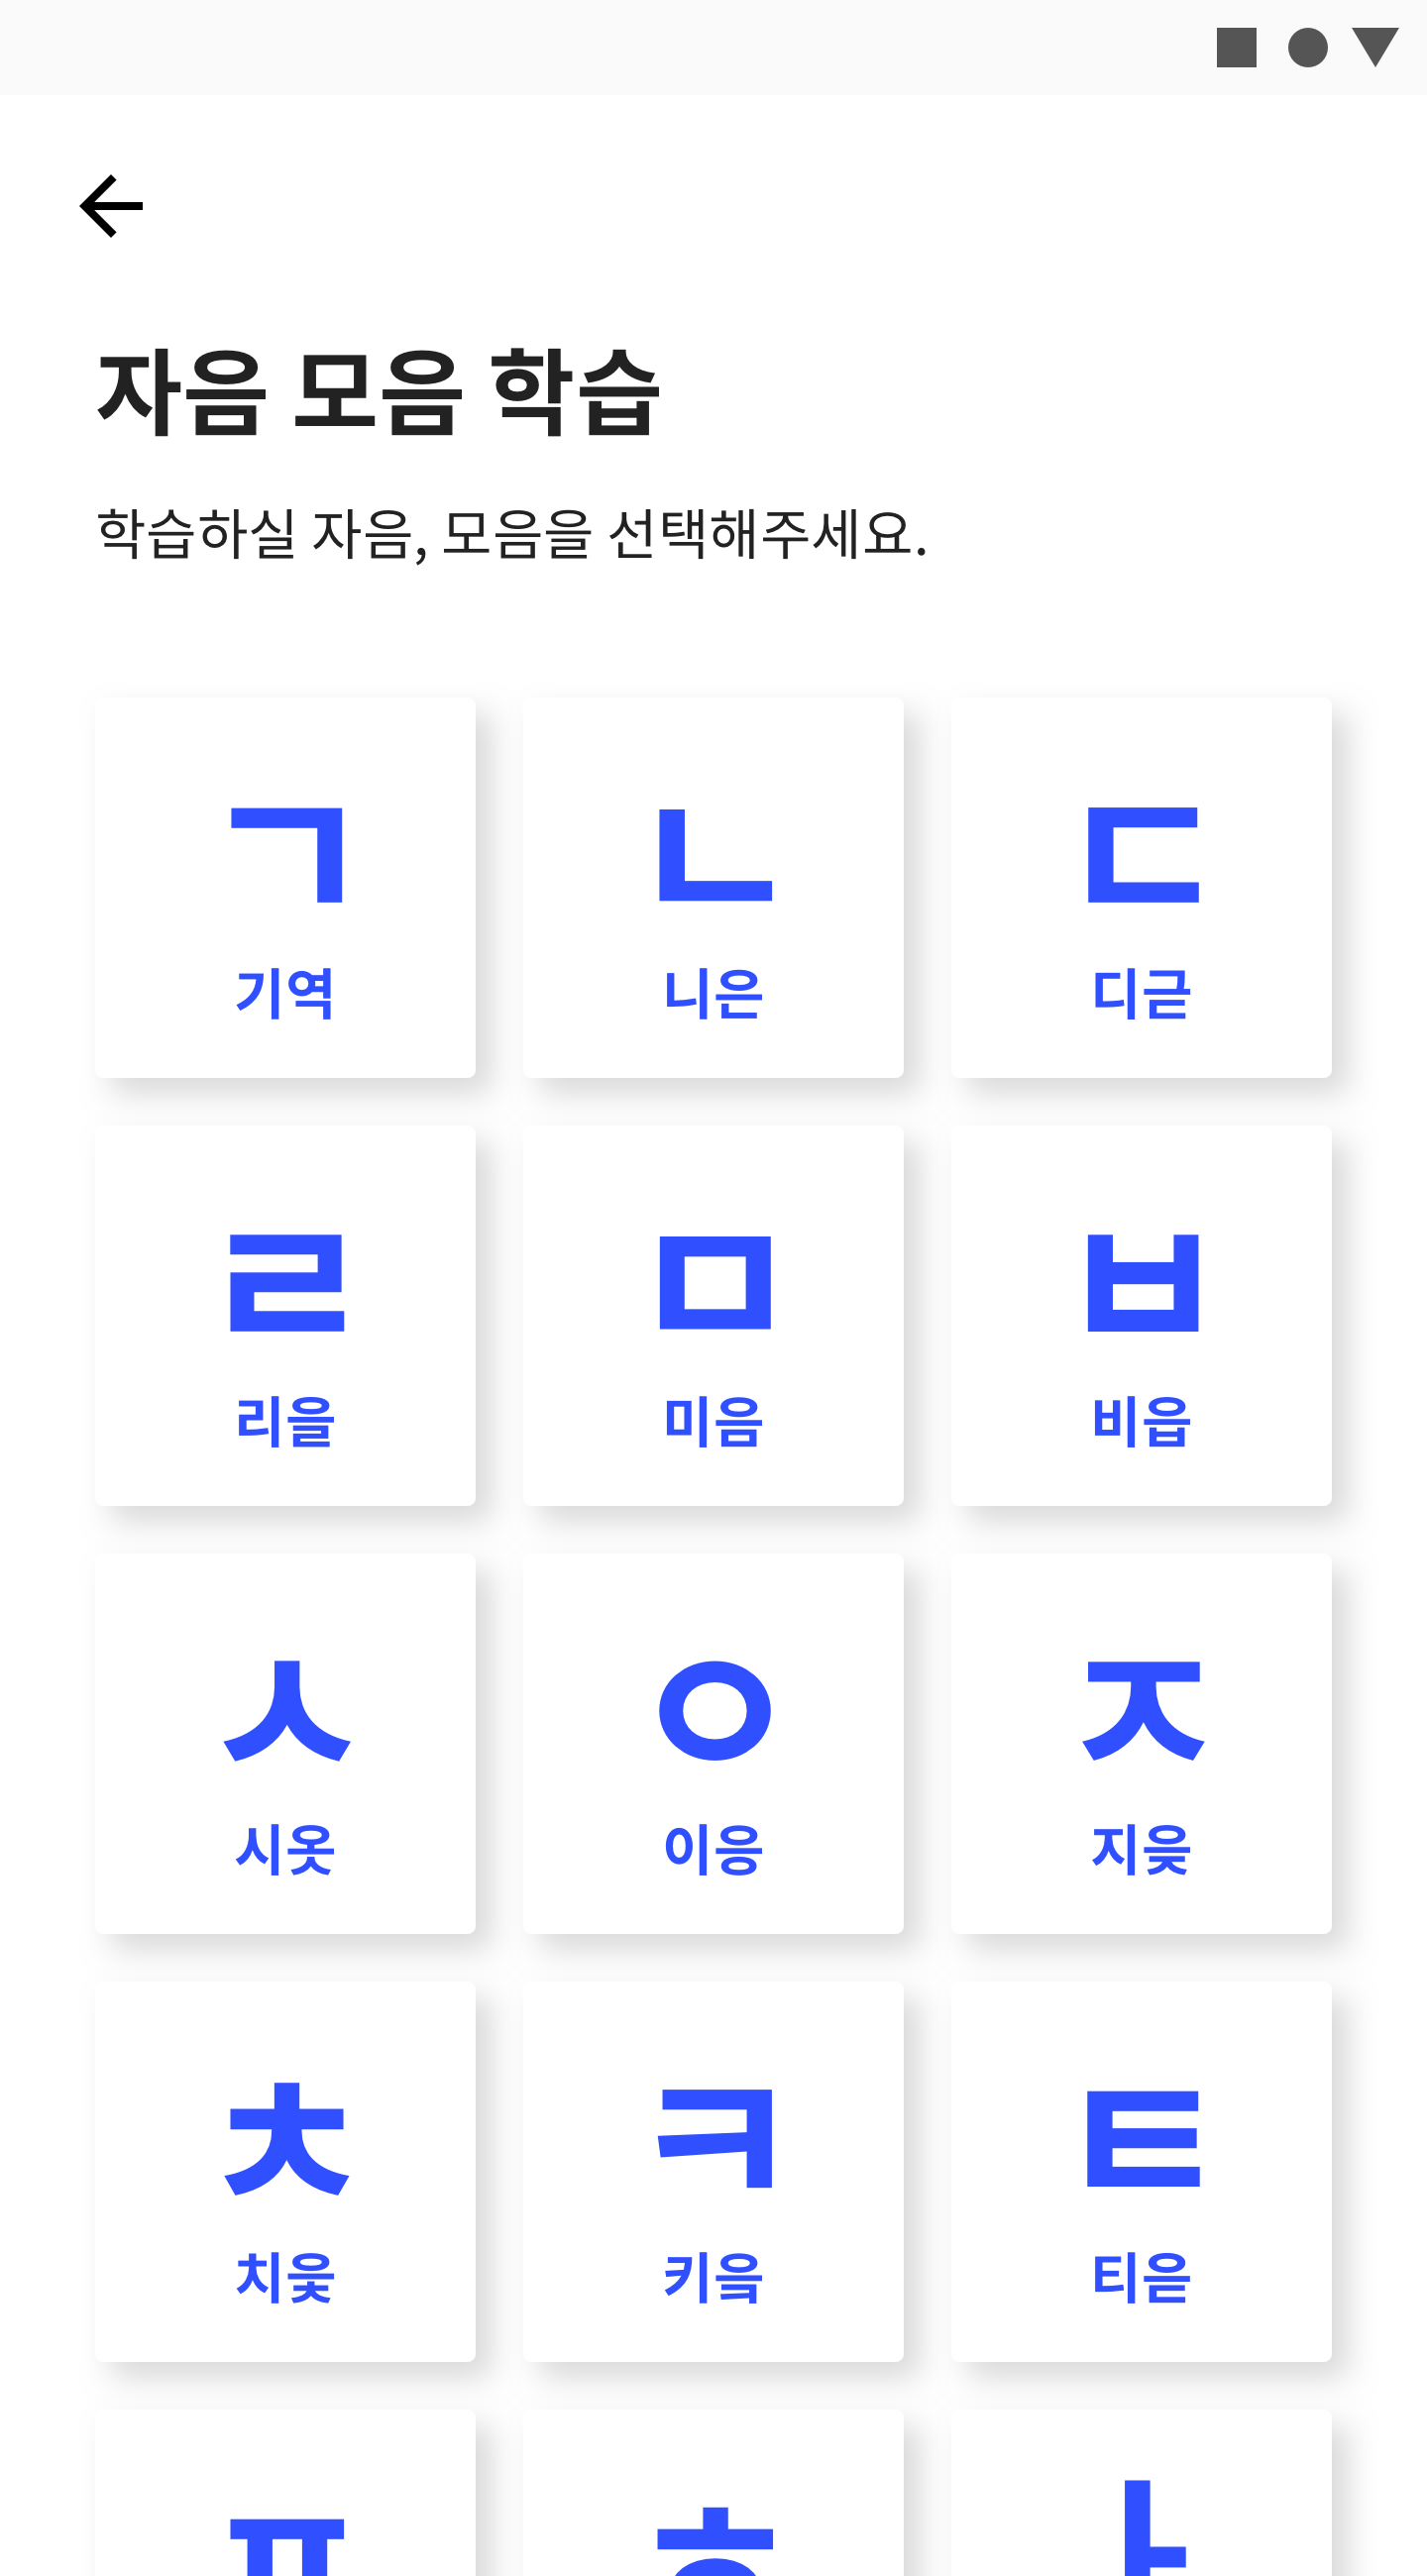 자음 모음 학습
학습하실 자음, 모음을 선택해주세요.
ㄱ ㄴ ㄷ
기역 니은 디귿
ㄹ ㅁ ㅂ
리을 미음 비읍
ㅅ ㅇ ㅈ
시옷 이응 지읒
ㅊ ㅋ ㅌ
치읓 키읔 티읕
ㅍ ㅎ ㅏ